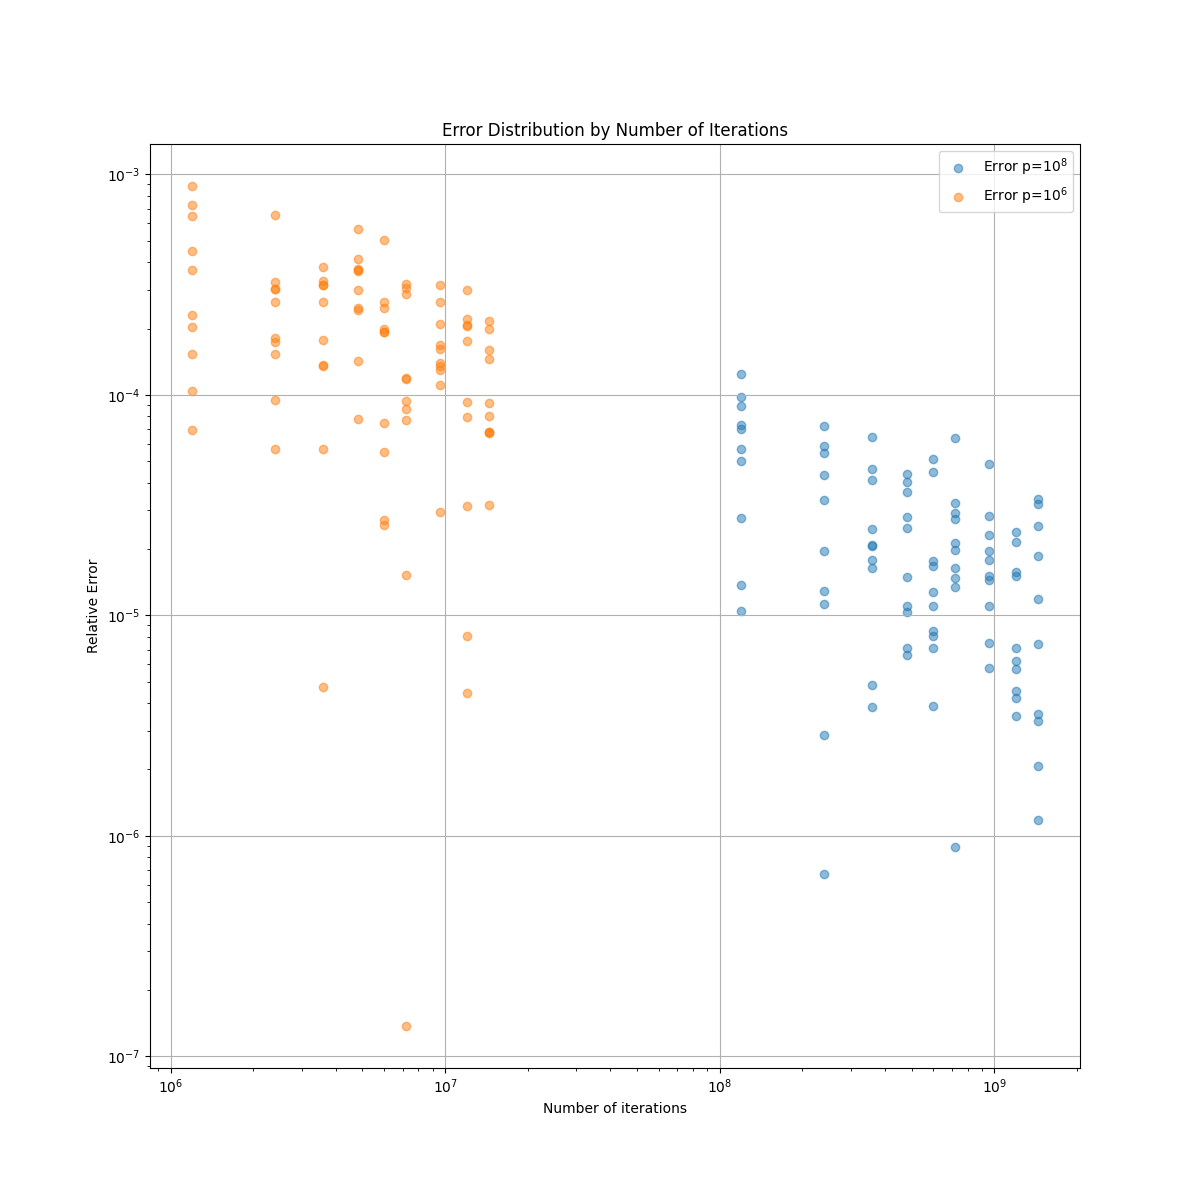 Error Distribution by Number of Iterations
Error p=10⁸
Error p=10⁶
10⁻³
10⁻⁴
10⁻⁵
10⁻⁶
10⁻⁷
Relative Error
10⁶ 10⁷ 10⁸ 10⁹
Number of iterations